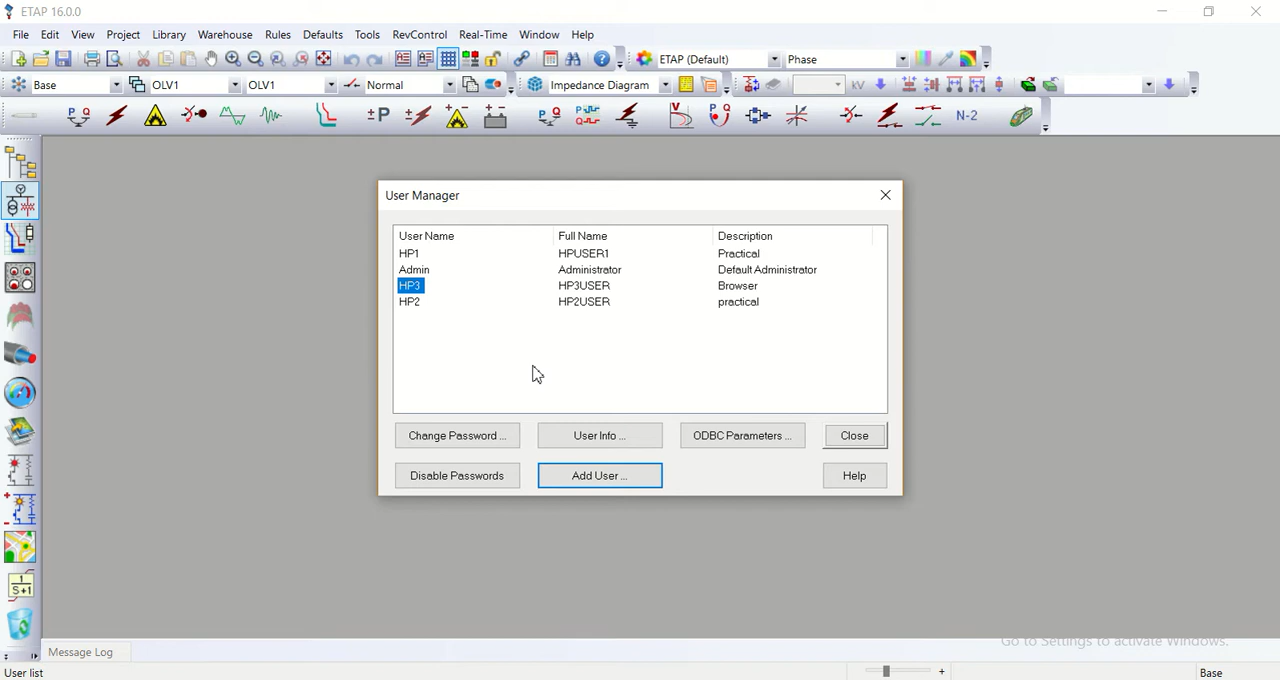 ETAP 16.0.0
File Edit View Project Library Warehouse Rules Defaults Tools RevControl Real-Time Window Help
ETAP (Default) Phase
Base OLV1 OLV1 Normal Impedance Diagram kV
P Q P P Q P Q V P Q N-2
User Manager
User Name Full Name Description
HP1 HPUSER1 Practical
Admin Administrator Default Administrator
HP3 HP3USER Browser
HP2 HP2USER practical
Change Password ... User Info ... ODBC Parameters ... Close
Disable Passwords Add User ... Help
1
S+1
Go to Settings to activate Windows.
Message Log
User list + Base